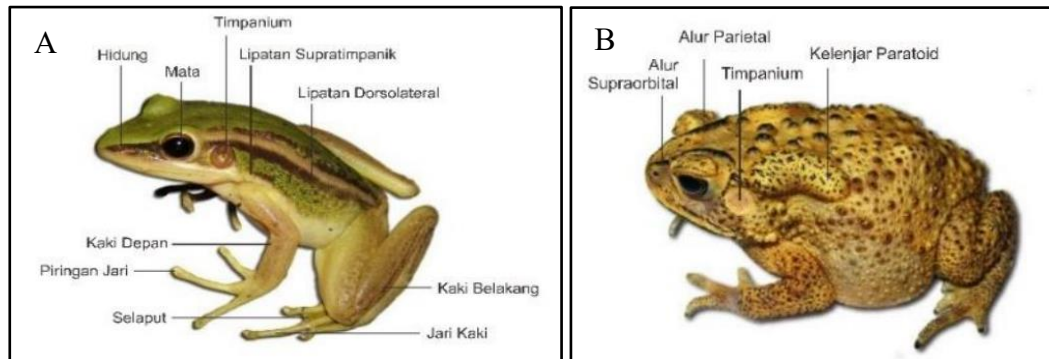 A
Timpanium
Hidung
Mata
Lipatan Supratimpanik
Lipatan Dorsolateral
Kaki Depan
Piringan Jari
Selaput
Kaki Belakang
Jari Kaki
B
Alur Parietal
Alur
Supraorbital
Timpanium
Kelenjar Paratoid